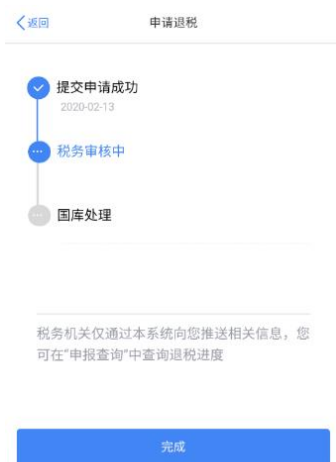 返回
申请退税
提交申请成功
2020-02-13
税务审核中
国库处理
税务机关仅通过本系统向您推送相关信息，您
可在"申报查询"中查询退税进度
完成